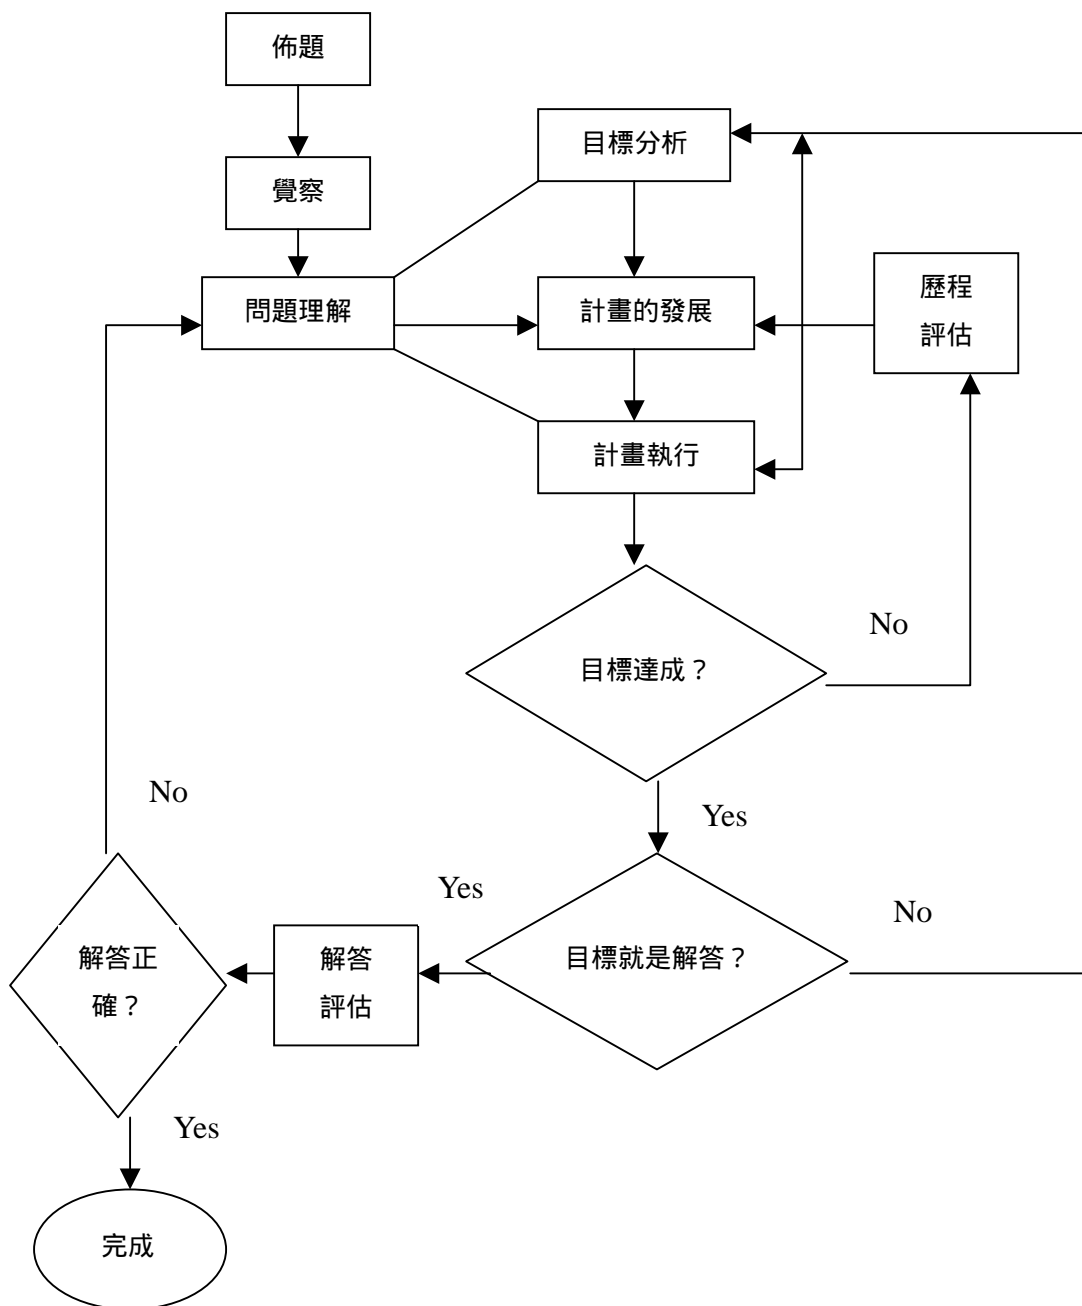 佈題
目標分析
覺察
問題理解
計畫的發展
歷程
評估
計畫執行
目標達成？
No
No
Yes
Yes
No
解答正
確？
解答
評估
目標就是解答？
Yes
完成